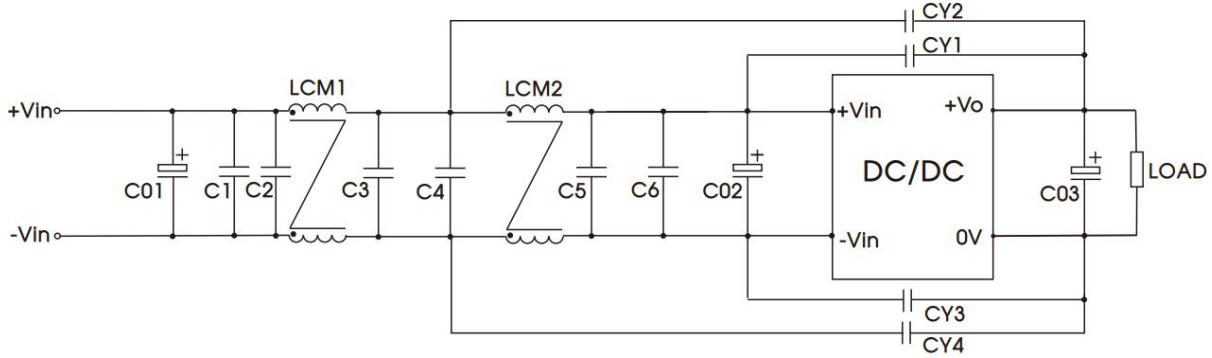 CY2
CY1
LCM1
LCM2
+Vin
+Vin
+Vo
+
+
+
C01
C1
C2
C3
C4
C5
C6
C02
DC/DC
C03
LOAD
-Vin
-Vin
0V
CY3
CY4